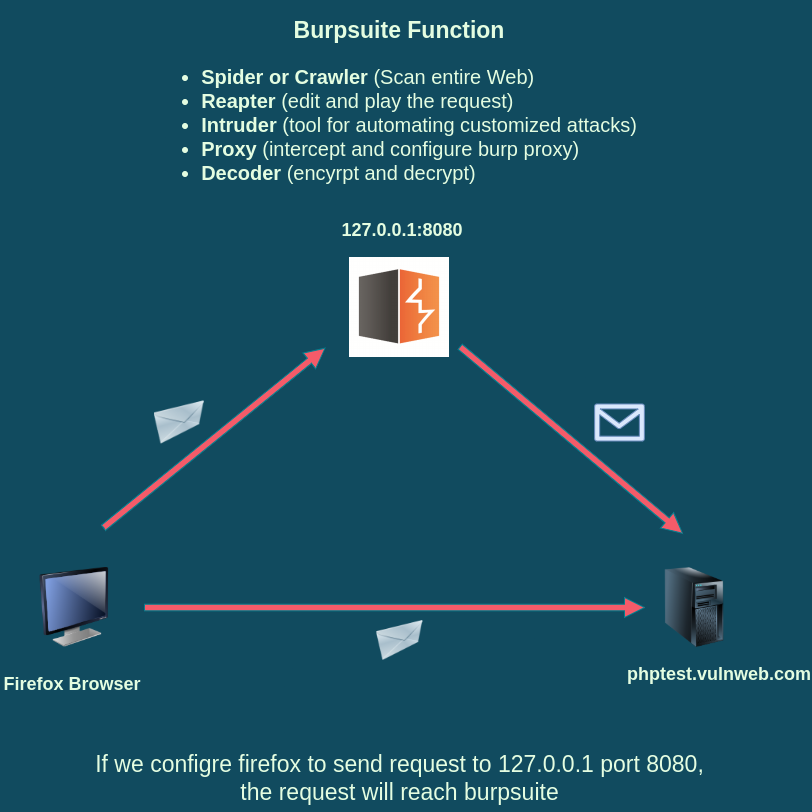 Burpsuite Function
• Spider or Crawler (Scan entire Web)
• Reapter (edit and play the request)
• Intruder (tool for automating customized attacks)
• Proxy (intercept and configure burp proxy)
• Decoder (encyrpt and decrypt)
127.0.0.1:8080
Firefox Browser
phptest.vulnweb.com
If we configre firefox to send request to 127.0.0.1 port 8080,
the request will reach burpsuite